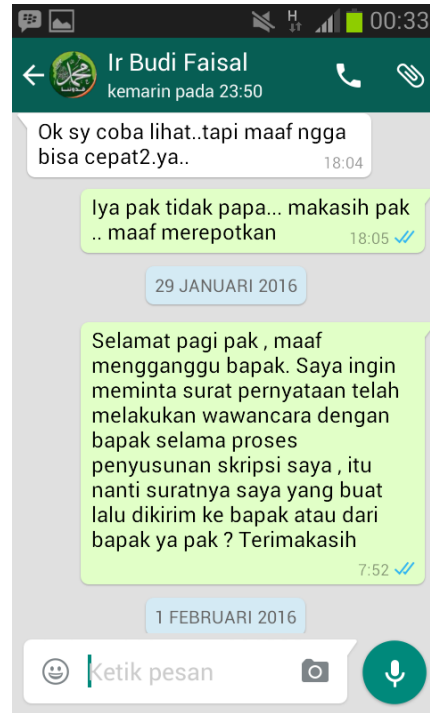 H
00:33
Ir Budi Faisal
kemarin pada 23:50
Ok sy coba lihat..tapi maaf ngga
bisa cepat2.ya..
18:04
Iya pak tidak papa... makasih pak
.. maaf merepotkan
18:05
29 JANUARI 2016
Selamat pagi pak , maaf
mengganggu bapak. Saya ingin
meminta surat pernyataan telah
melakukan wawancara dengan
bapak selama proses
penyusunan skripsi saya , itu
nanti suratnya saya yang buat
lalu dikirim ke bapak atau dari
bapak ya pak ? Terimakasih
7:52
1 FEBRUARI 2016
Ketik pesan